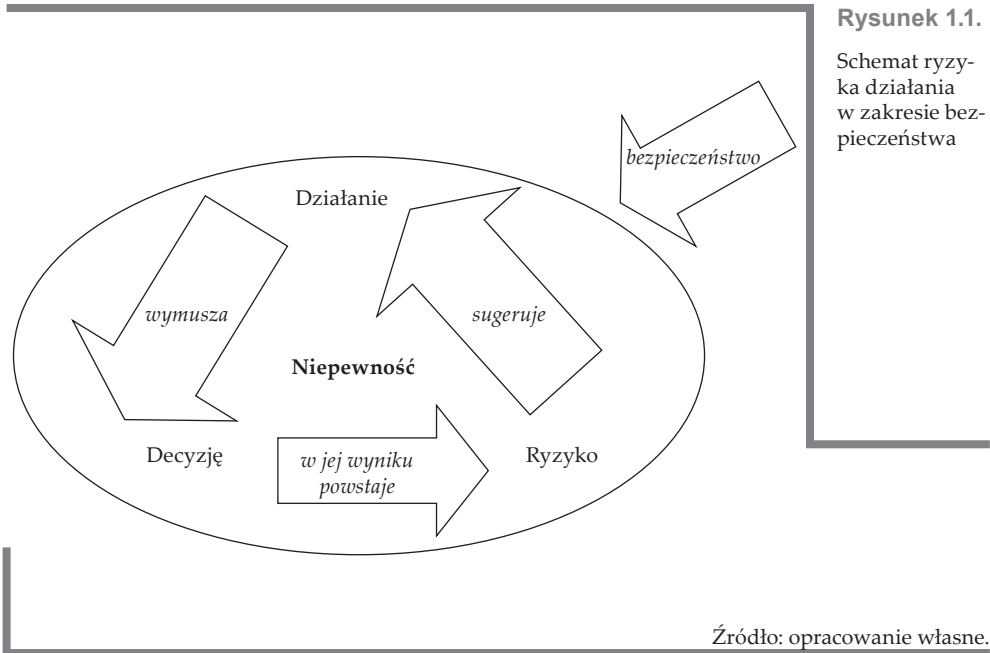 Rysunek 1.1.
Schemat ryzy-
ka działania
w zakresie bez-
pieczeństwa
bezpieczeństwo
Działanie
wymusza
sugeruje
Niepewność
Decyzję
w jej wyniku
powstaje
Ryzyko
Źródło: opracowanie własne.